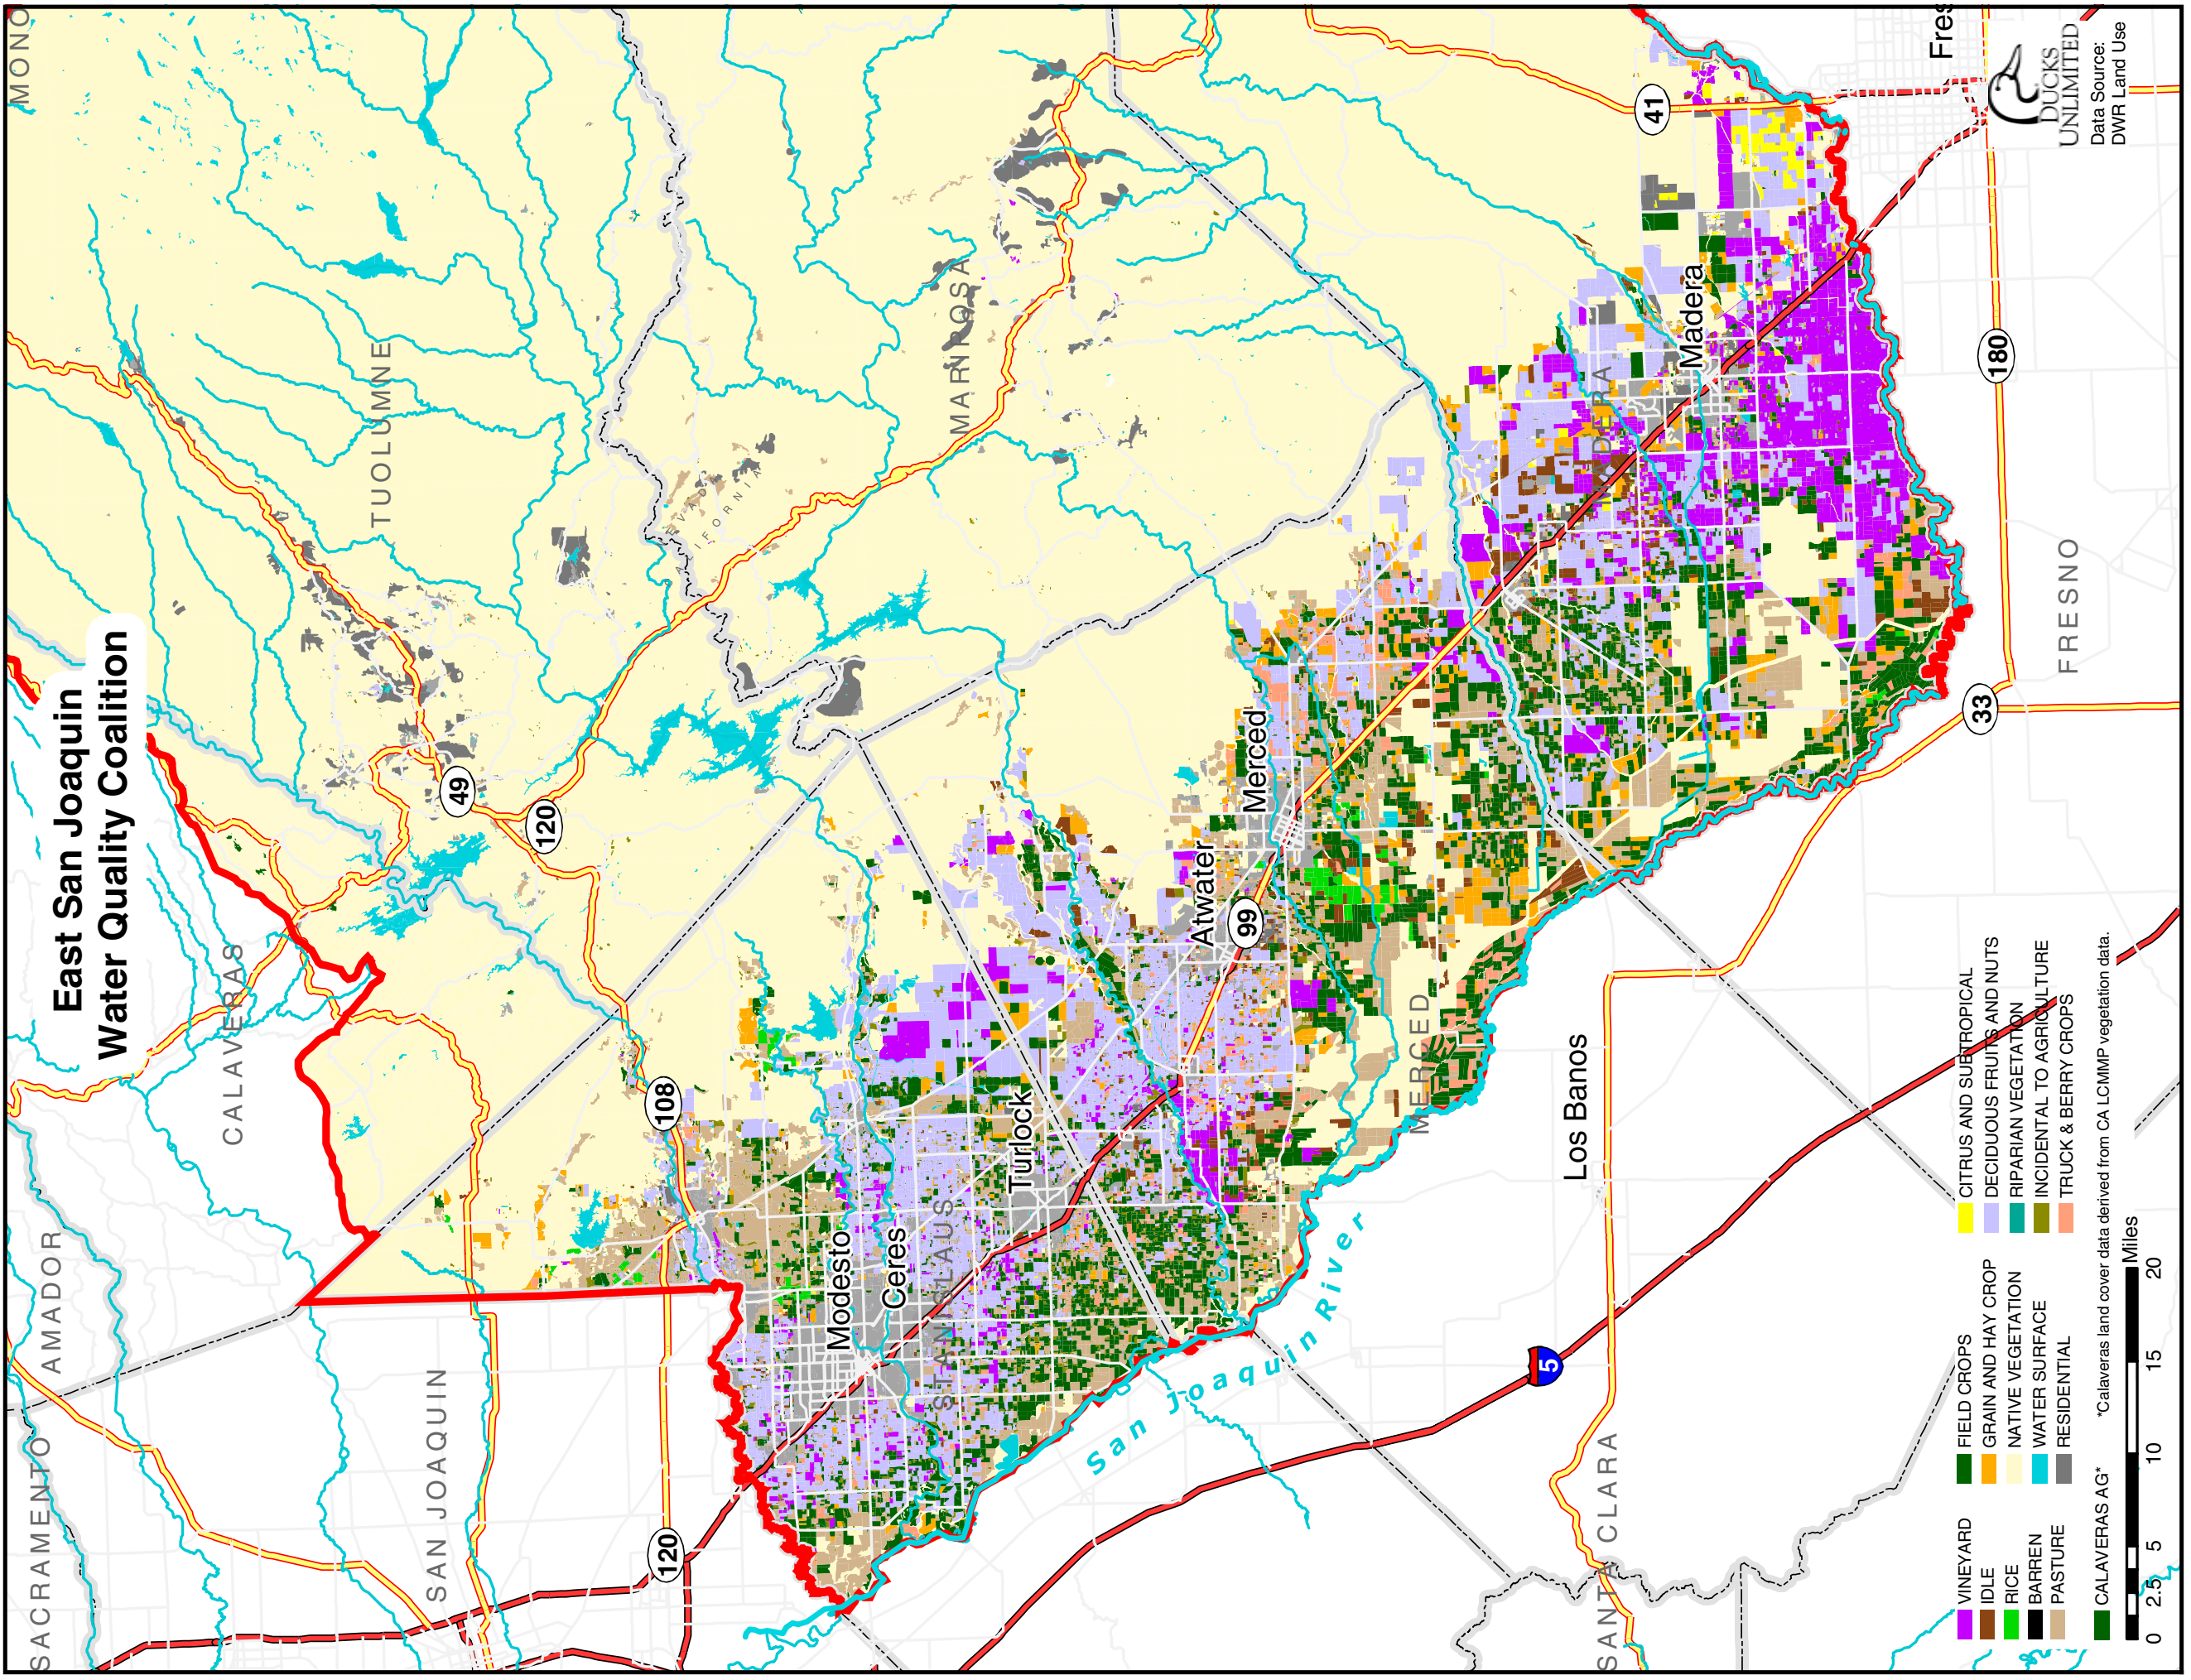 East San Joaquin
Water Quality Coalition
MONO
TUOLUMNE
MARIPOSA
CALAVERAS
AMADOR
SACRAMENTO
SAN JOAQUIN
STANISLAUS
MERCED
MADERA
FRESNO
SANTA CLARA
49
120
108
120
99
41
180
33
5
Modesto
Ceres
Turlock
Atwater
Merced
Madera
Los Banos
Fres
San Joaquin River
DUCKS
UNLIMITED
Data Source:
DWR Land Use
VINEYARD
IDLE
RICE
BARREN
PASTURE
CALAVERAS AG*
FIELD CROPS
GRAIN AND HAY CROP
NATIVE VEGETATION
WATER SURFACE
RESIDENTIAL
CITRUS AND SUBTROPICAL
DECIDUOUS FRUITS AND NUTS
RIPARIAN VEGETATION
INCIDENTAL TO AGRICULTURE
TRUCK & BERRY CROPS
*Calaveras land cover data derived from CA LCMMP vegetation data.
0 2.5 5 10 15 20
Miles